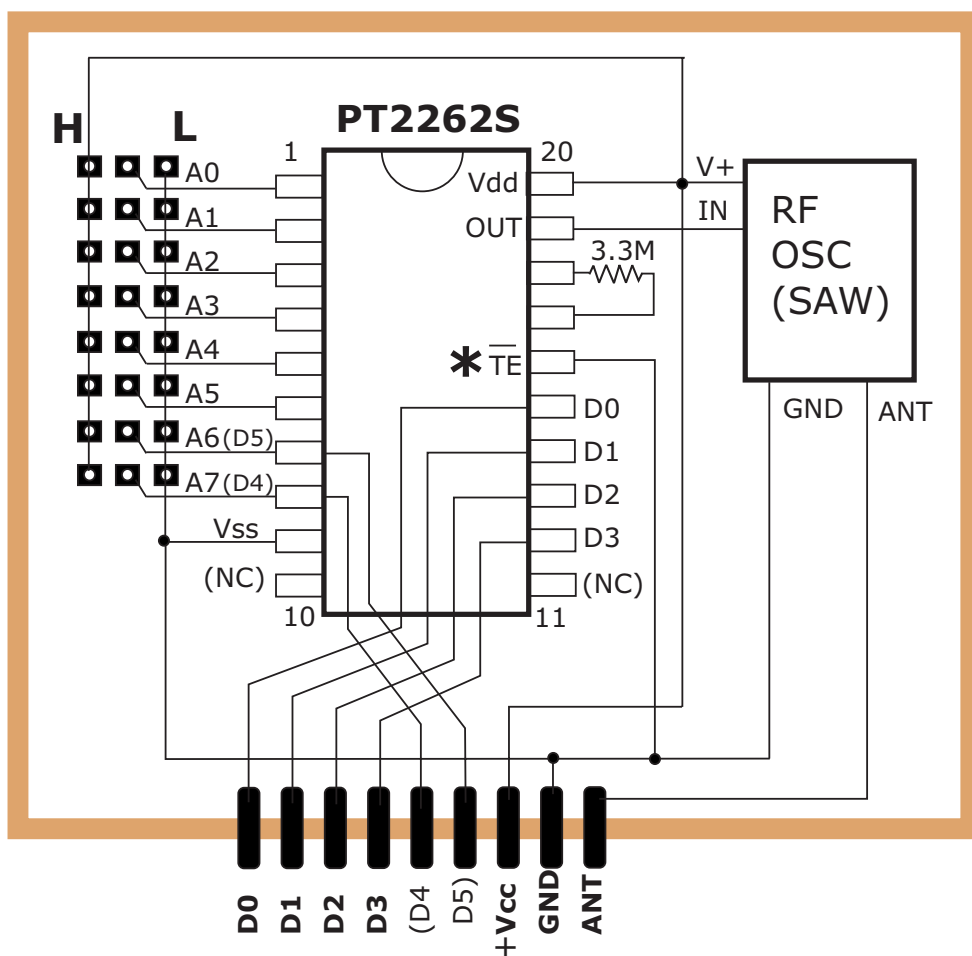 PT2262S
H
L
1
20
A0
A1
A2
A3
A4
A5
A6(D5)
A7(D4)
Vss
(NC)
10
Vdd
OUT
3.3M
* TE
D0
D1
D2
D3
(NC)
11
V+
IN
RF
OSC
(SAW)
GND
ANT
D0
D1
D2
D3
(D4
D5)
+Vcc
GND
ANT